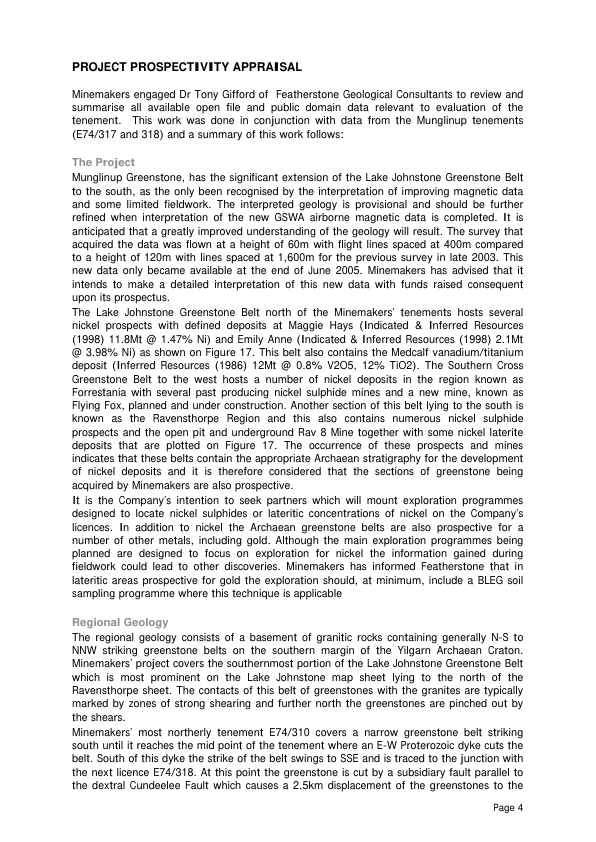 PROJECT PROSPECTIVITY APPRAISAL
Minemakers engaged Dr Tony Gifford of Featherstone Geological Consultants to review and
summarise all available open file and public domain data relevant to evaluation of the
tenement. This work was done in conjunction with data from the Munglinup tenements
(E74/317 and 318) and a summary of this work follows:
The Project
Munglinup Greenstone, has the significant extension of the Lake Johnstone Greenstone Belt
to the south, as the only been recognised by the interpretation of improving magnetic data
and some limited fieldwork. The interpreted geology is provisional and should be further
refined when interpretation of the new GSWA airborne magnetic data is completed. It is
anticipated that a greatly improved understanding of the geology will result. The survey that
acquired the data was flown at a height of 60m with flight lines spaced at 400m compared
to a height of 120m with lines spaced at 1,600m for the previous survey in late 2003. This
new data only became available at the end of June 2005. Minemakers has advised that it
intends to make a detailed interpretation of this new data with funds raised consequent
upon its prospectus.
The Lake Johnstone Greenstone Belt north of the Minemakers' tenements hosts several
nickel prospects with defined deposits at Maggie Hays (Indicated & Inferred Resources
(1998) 11.8Mt @ 1.47% Ni) and Emily Anne (Indicated & Inferred Resources (1998) 2.1Mt
@ 3.98% Ni) as shown on Figure 17. This belt also contains the Medcalf vanadium/titanium
deposit (Inferred Resources (1986) 12Mt @ 0.8% V2O5, 12% TiO2). The Southern Cross
Greenstone Belt to the west hosts a number of nickel deposits in the region known as
Forrestania with several past producing nickel sulphide mines and a new mine, known as
Flying Fox, planned and under construction. Another section of this belt lying to the south is
known as the Ravensthorpe Region and this also contains numerous nickel sulphide
prospects and the open pit and underground Rav 8 Mine together with some nickel laterite
deposits that are plotted on Figure 17. The occurrence of these prospects and mines
indicates that these belts contain the appropriate Archaean stratigraphy for the development
of nickel deposits and it is therefore considered that the sections of greenstone being
acquired by Minemakers are also prospective.
It is the Company's intention to seek partners which will mount exploration programmes
designed to locate nickel sulphides or lateritic concentrations of nickel on the Company's
licences. In addition to nickel the Archaean greenstone belts are also prospective for a
number of other metals, including gold. Although the main exploration programmes being
planned are designed to focus on exploration for nickel the information gained during
fieldwork could lead to other discoveries. Minemakers has informed Featherstone that in
lateritic areas prospective for gold the exploration should, at minimum, include a BLEG soil
sampling programme where this technique is applicable
Regional Geology
The regional geology consists of a basement of granitic rocks containing generally N-S to
NNW striking greenstone belts on the southern margin of the Yilgarn Archaean Craton.
Minemakers' project covers the southernmost portion of the Lake Johnstone Greenstone Belt
which is most prominent on the Lake Johnstone map sheet lying to the north of the
Ravensthorpe sheet. The contacts of this belt of greenstones with the granites are typically
marked by zones of strong shearing and further north the greenstones are pinched out by
the shears.
Minemakers' most northerly tenement E74/310 covers a narrow greenstone belt striking
south until it reaches the mid point of the tenement where an E-W Proterozoic dyke cuts the
belt. South of this dyke the strike of the belt swings to SSE and is traced to the junction with
the next licence E74/318. At this point the greenstone is cut by a subsidiary fault parallel to
the dextral Cundeelee Fault which causes a 2.5km displacement of the greenstones to the
Page 4